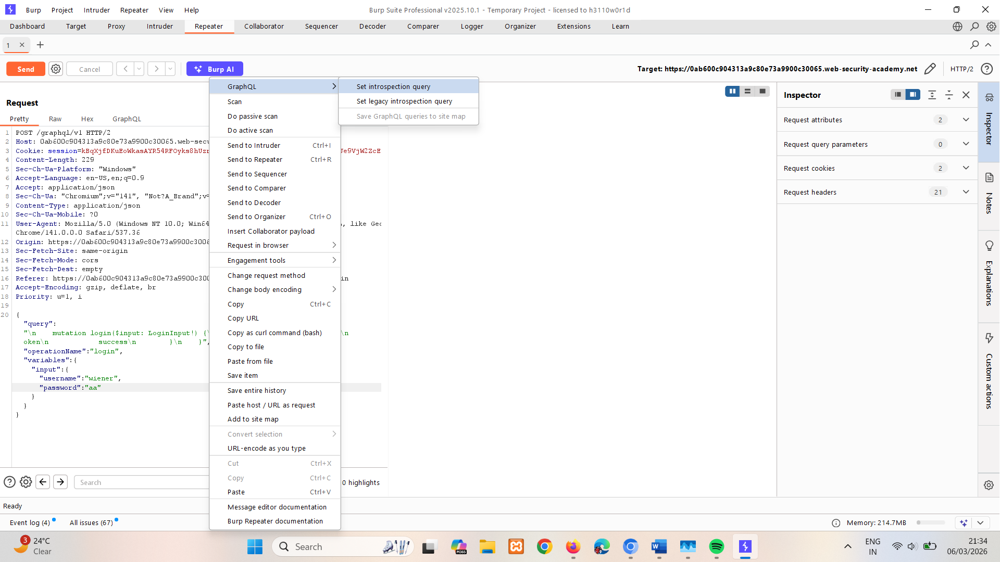 Burp Project Intruder Repeater View Help
Burp Suite Professional v2025.10.1 - Temporary Project - licensed to h3110w0r1d
Dashboard Target Proxy Intruder Repeater Collaborator Sequencer Decoder Comparer Logger Organizer Extensions Learn
1
Send Cancel Burp AI
Target: https://0ab600c904313a9c80e73a9900c30065.web-security-academy.net HTTP/2
Request
Pretty Raw Hex GraphQL
1 POST /graphql/v1 HTTP/2
2 Host: 0ab600c904313a9c80e73a9900c30065.web-secu
3 Cookie: session=
4 Content-Length: 229
5 Sec-Ch-Ua-Platform: "Windows"
6 Accept-Language: en-US,en;q=0.9
7 Accept: application/json
8 Sec-Ch-Ua: "Chromium";v="141", "Not?A_Brand";v=
9 Content-Type: application/json
10 Sec-Ch-Ua-Mobile: ?0
11 User-Agent: Mozilla/5.0 (Windows NT 10.0; Win64 , like Gec
Chrome/141.0.0.0 Safari/537.36
12 Origin: https://0ab600c904313a9c80e73a9900c3006
13 Sec-Fetch-Site: same-origin
14 Sec-Fetch-Mode: cors
15 Sec-Fetch-Dest: empty
16 Referer: https://0ab600c904313a9c80e73a9900c300 in
17 Accept-Encoding: gzip, deflate, br
18 Priority: u=1, i
19
20 {
"query":
"\n    mutation login($input: LoginInput!) {\ \n
oken\n            success\n        }\n    }",
"operationName":"login",
"variables":{
"input":{
"username":"wiener",
"password":"aa"
}
}
}
Search 0 highlights
GraphQL
Scan
Do passive scan
Do active scan
Send to Intruder Ctrl+I
Send to Repeater Ctrl+R
Send to Sequencer
Send to Comparer
Send to Decoder
Send to Organizer Ctrl+O
Insert Collaborator payload
Request in browser
Engagement tools
Change request method
Change body encoding
Copy Ctrl+C
Copy URL
Copy as curl command (bash)
Copy to file
Paste from file
Save item
Save entire history
Paste host / URL as request
Add to site map
Convert selection
URL-encode as you type
Cut Ctrl+X
Copy Ctrl+C
Paste Ctrl+V
Message editor documentation
Burp Repeater documentation
Set introspection query
Set legacy introspection query
Save GraphQL queries to site map
Inspector
Request attributes 2
Request query parameters 0
Request cookies 2
Request headers 21
Inspector
Notes
Explanations
Custom actions
Ready
Event log (4) All issues (67)
Memory: 214.7MB
3 24°C
Clear
Search
M365
ENG
IN
21:34
06/03/2026